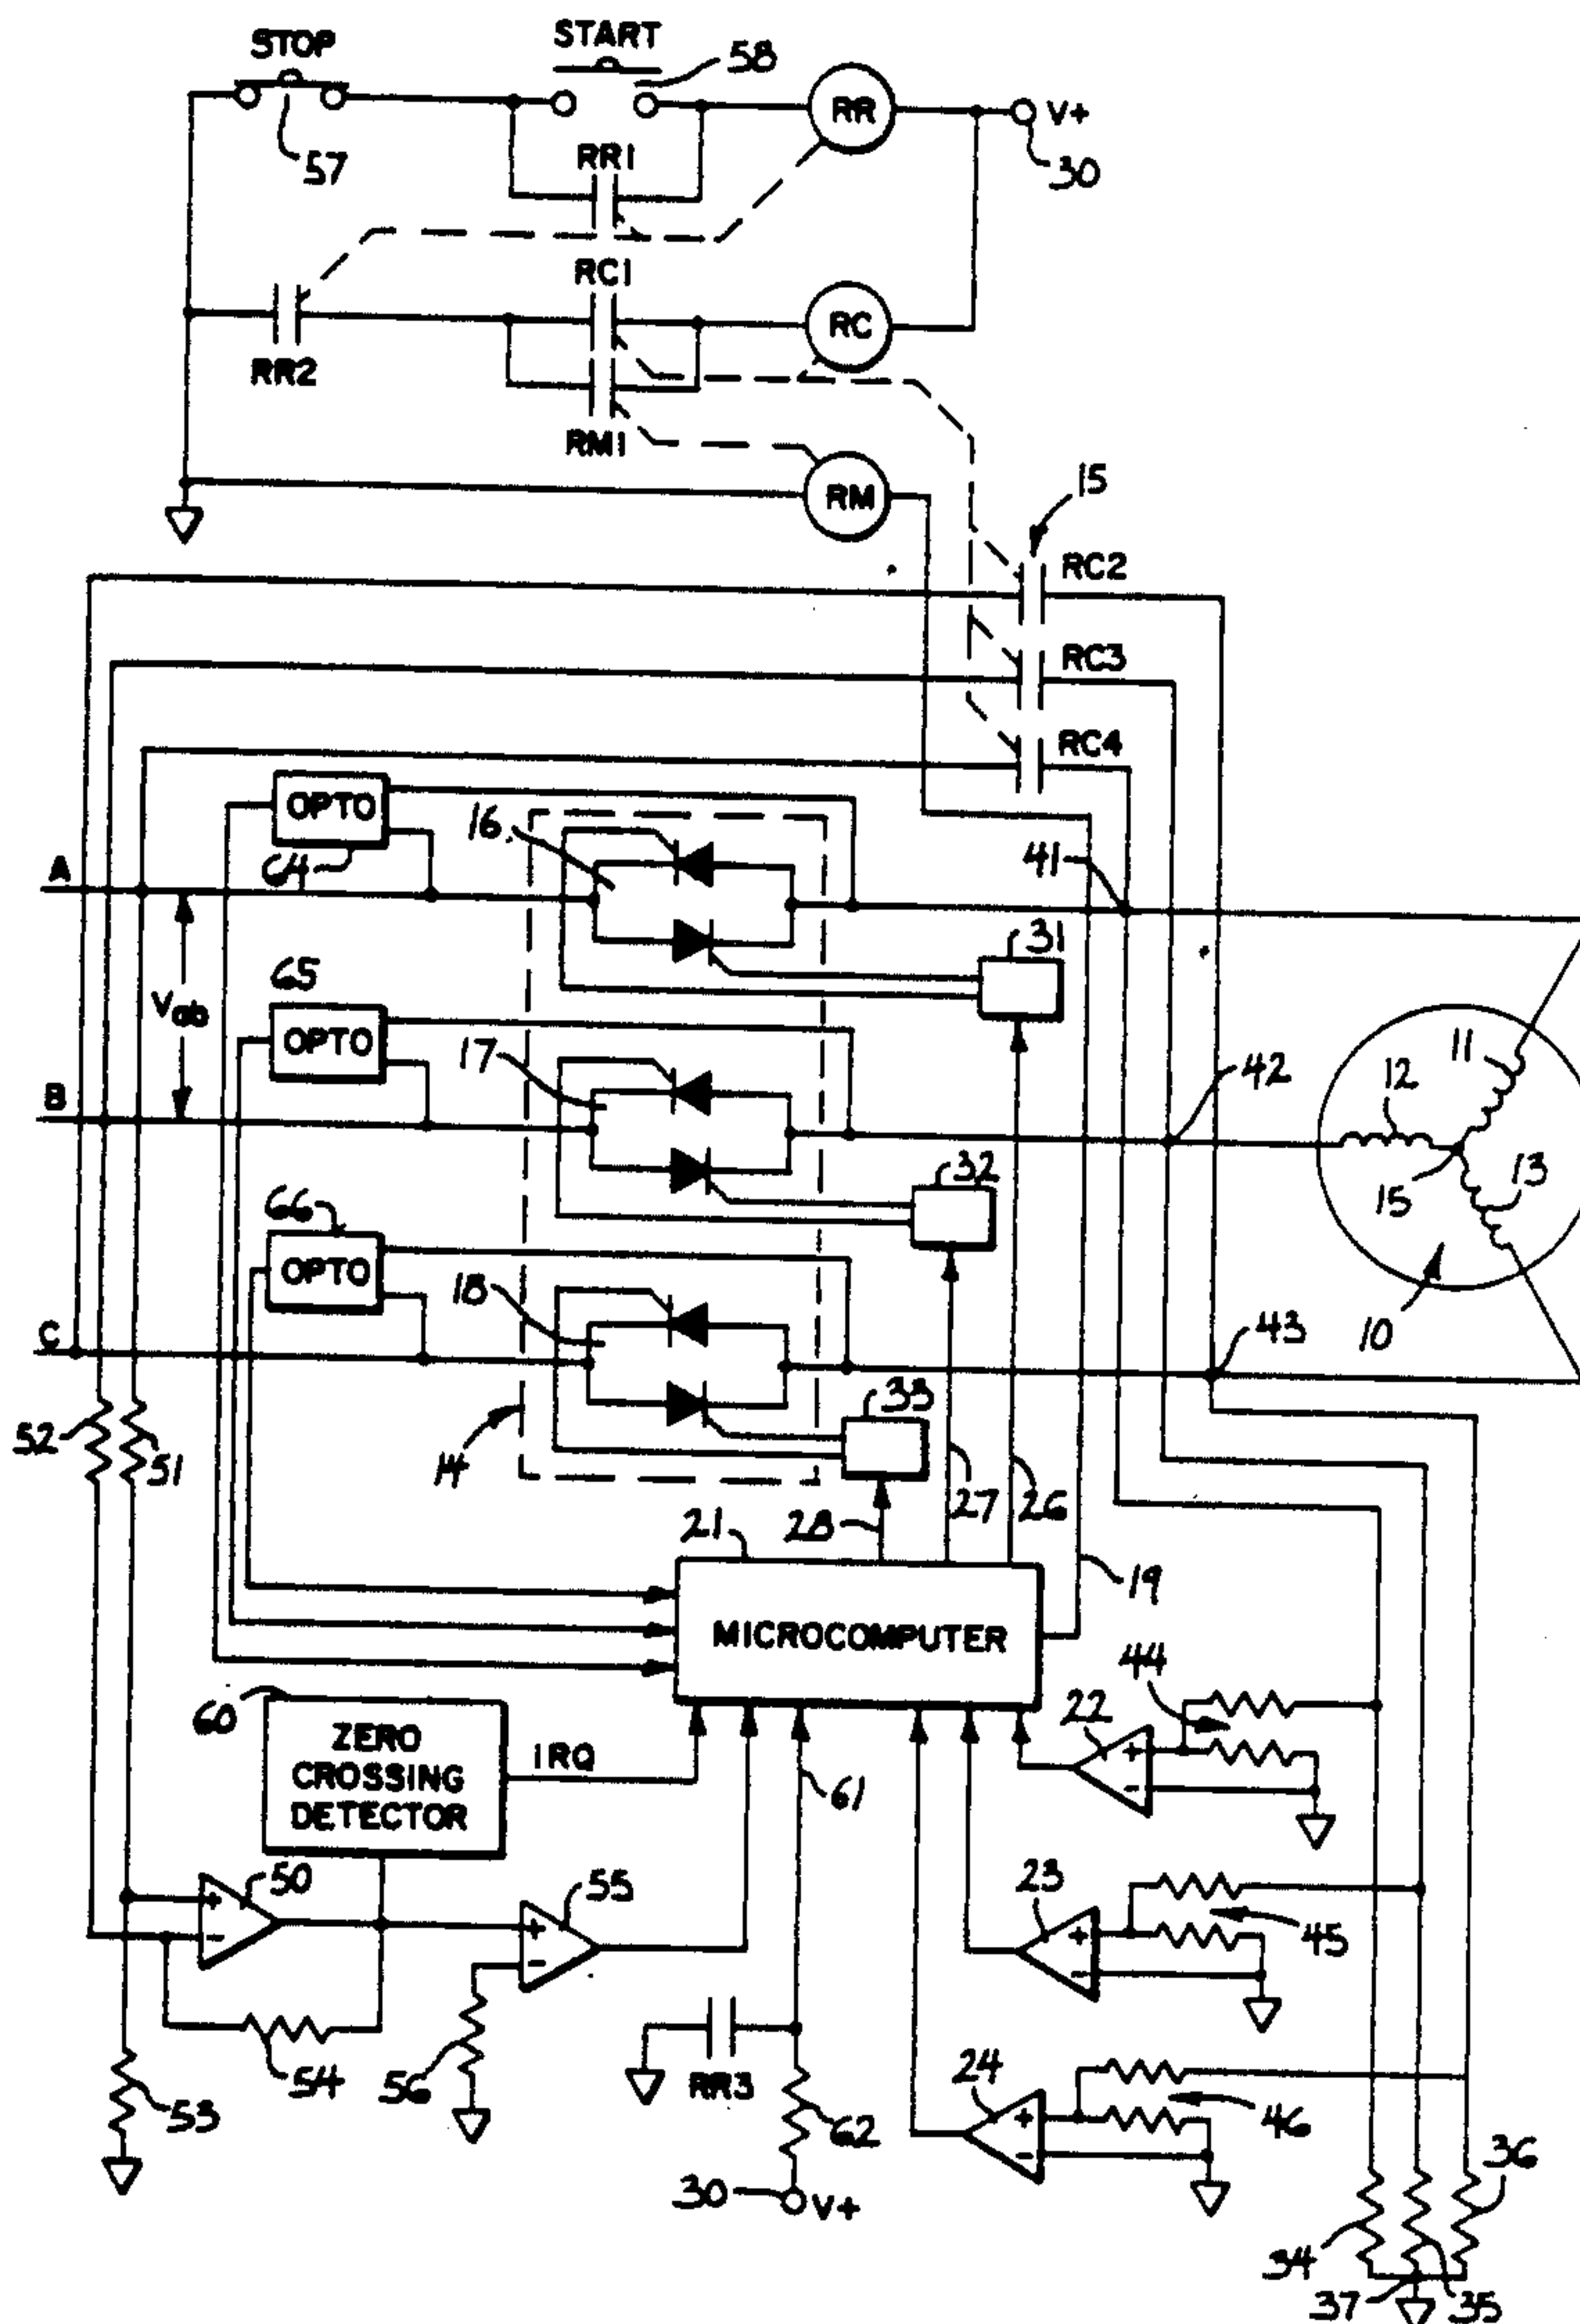 STOP
START
58
RR
V+
57
RR1
30
RC1
RC
RR2
RM1
RM
15
RC2
RC3
RC4
OPTO
16
64
A
41
31
65
Vab
OPTO
17
42
11
12
B
32
13
66
15
OPTO
18
C
43
10
33
52
51
14
27
26
21
28
19
MICROCOMPUTER
44
60
22
ZERO
CROSSING
DETECTOR
IRQ
+
-
61
50
55
23
+
-
+
-
45
+
-
54
56
RR3
24
53
62
+
-
46
36
30
V+
34
37
35